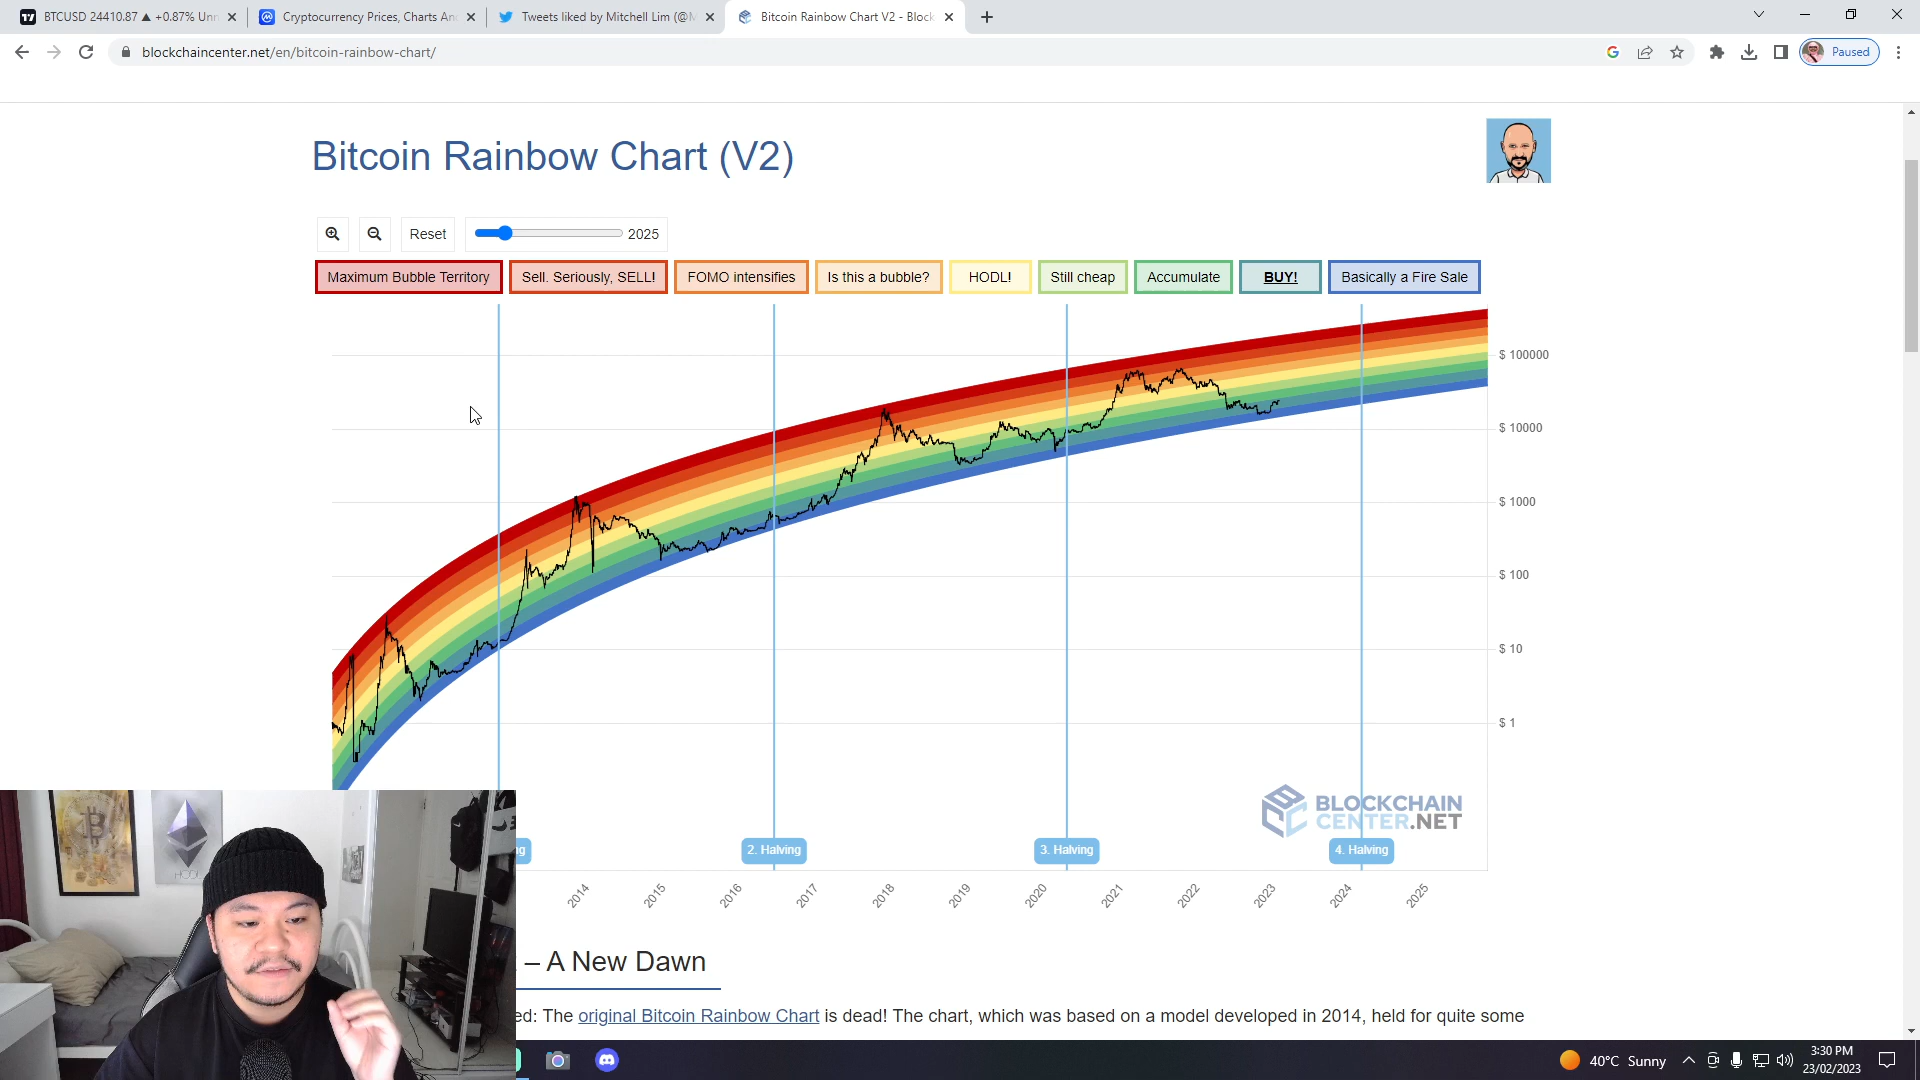 BTCUSD 24410.87 ▲ +0.87% Unn
Cryptocurrency Prices, Charts An
Tweets liked by Mitchell Lim (@M
Bitcoin Rainbow Chart V2 - Block
blockchaincenter.net/en/bitcoin-rainbow-chart/
Paused
Bitcoin Rainbow Chart (V2)
Reset
2025
Maximum Bubble Territory
Sell. Seriously, SELL!
FOMO intensifies
Is this a bubble?
HODL!
Still cheap
Accumulate
BUY!
Basically a Fire Sale
$ 100000
$ 10000
$ 1000
$ 100
$ 10
$ 1
BLOCKCHAIN
CENTER.NET
ng
2. Halving
3. Halving
4. Halving
2014
2015
2016
2017
2018
2019
2020
2021
2022
2023
2024
2025
HODL
– A New Dawn
ed: The original Bitcoin Rainbow Chart is dead! The chart, which was based on a model developed in 2014, held for quite some
40°C Sunny
3:30 PM
23/02/2023